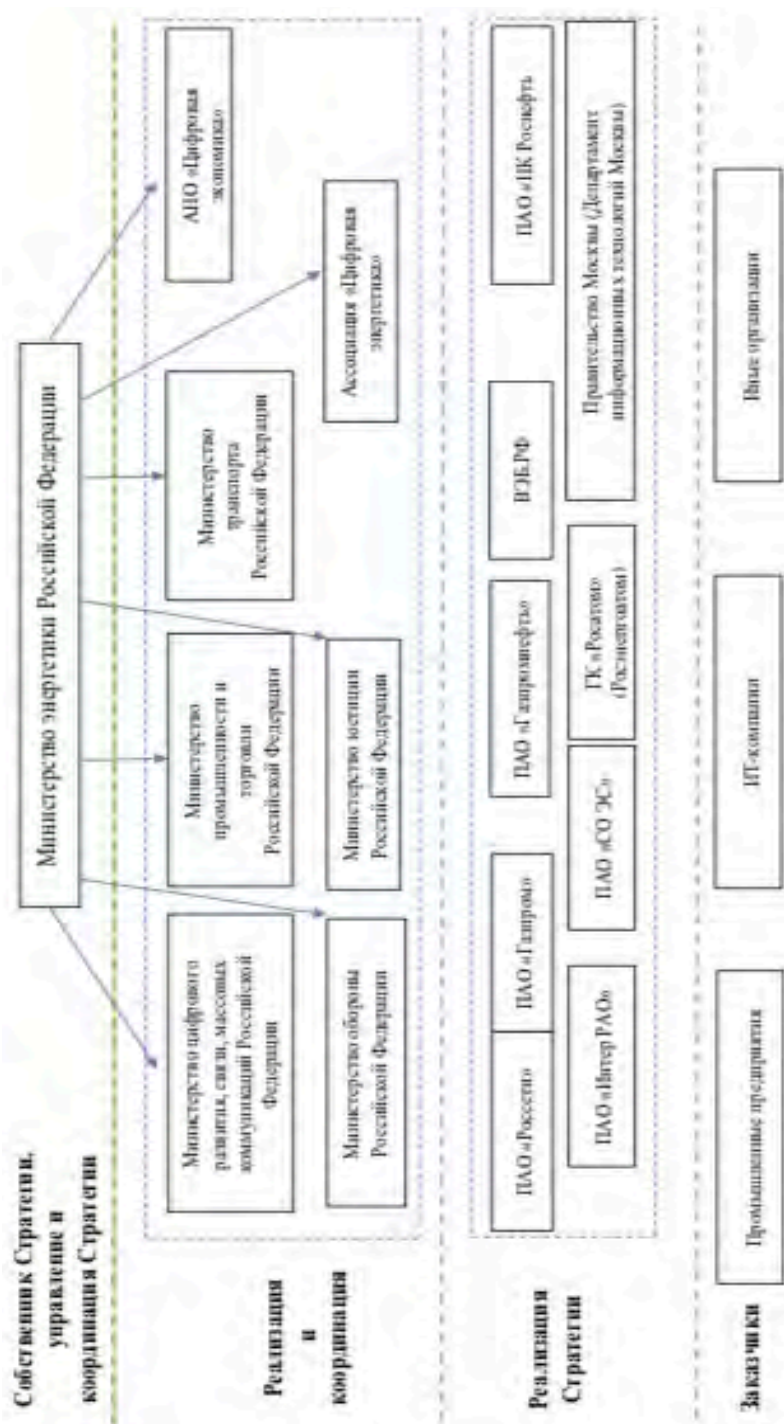 Собственник Стратегии,
управление и
координация Стратегии
Министерство энергетики Российской Федерации
Реализация
и
координация
Министерство цифрового
развития, связи, массовых
коммуникаций Российской
Федерации
Министерство
промышленности и
торговли
Российской Федерации
Министерство
транспорта
Российской Федерации
АНО «Цифровая
экономика»
Министерство обороны
Российской Федерации
Министерство юстиции
Российской Федерации
Ассоциация «Цифровая
энергетика»
Реализация
Стратегии
ПАО «Россети»
ПАО «Газпром»
ПАО «Газпромнефть»
ВЭБ.РФ
ПАО «НК Роснефть
ПАО «Интер РАО»
ПАО «СО ЭС»
ГК «Росатом»
Правительство Москвы (Департамент
информационных технологий Москвы)
Заказчики
Промышленные предприятия
ИТ-компании
Иные организации